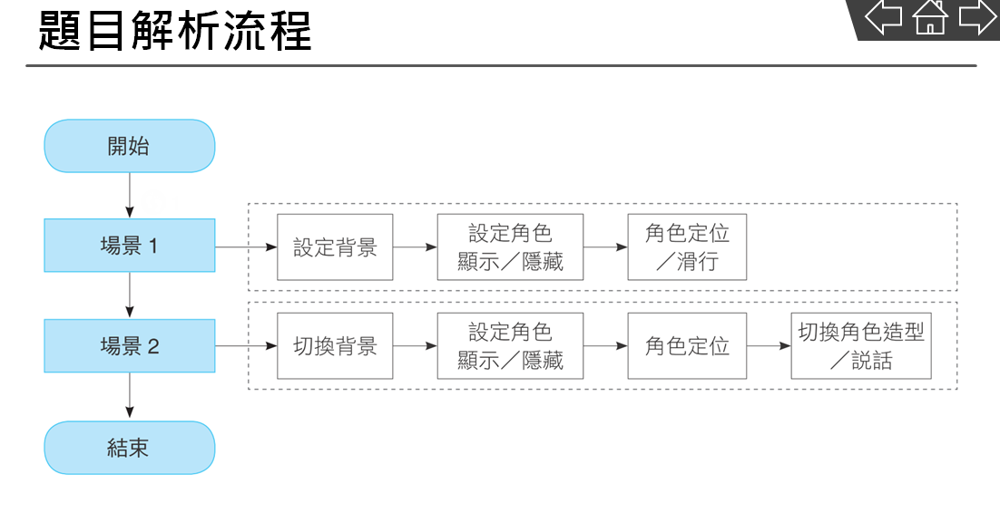 題目解析流程
開始
場景 1
設定背景
設定角色
顯示／隱藏
角色定位
／滑行
場景 2
切換背景
設定角色
顯示／隱藏
角色定位
切換角色造型
／說話
結束